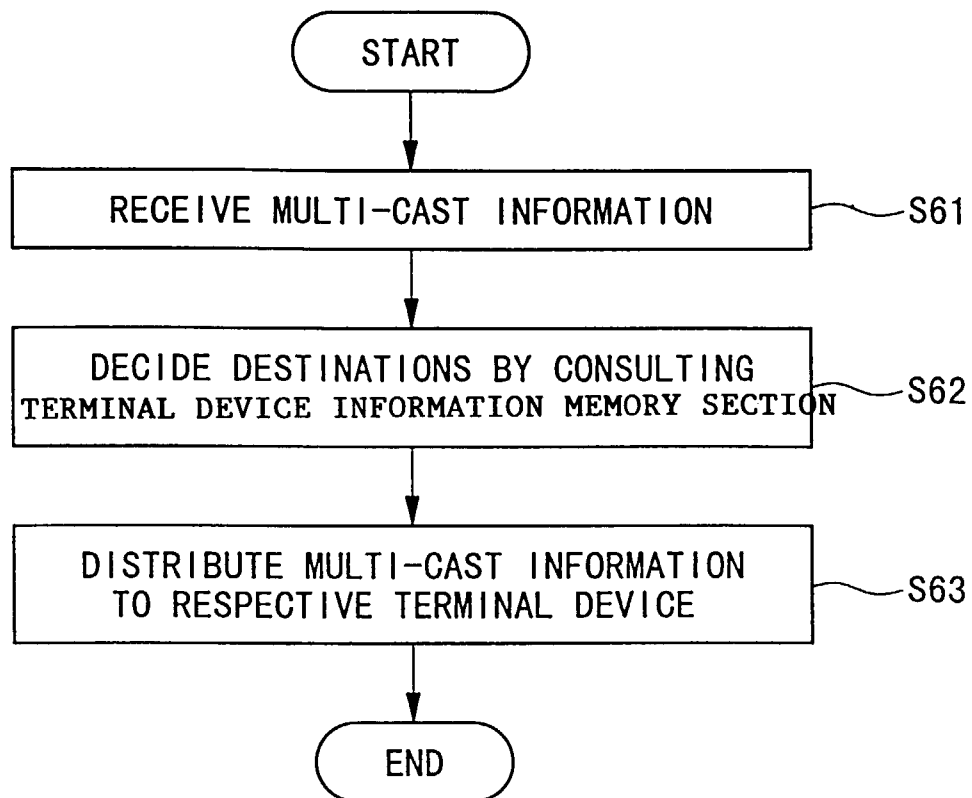 START
RECEIVE MULTI-CAST INFORMATION
S61
DECIDE DESTINATIONS BY CONSULTING
TERMINAL DEVICE INFORMATION MEMORY SECTION
S62
DISTRIBUTE MULTI-CAST INFORMATION
TO RESPECTIVE TERMINAL DEVICE
S63
END